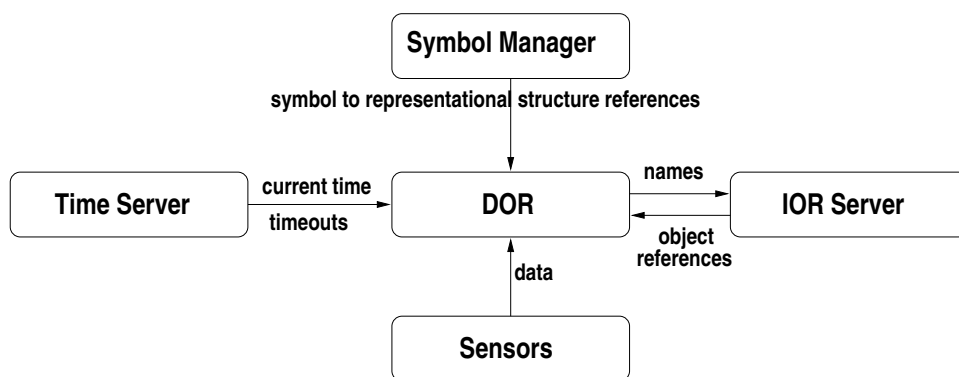 Symbol Manager
symbol to representational structure references
Time Server
current time
timeouts
DOR
names
object
references
IOR Server
data
Sensors